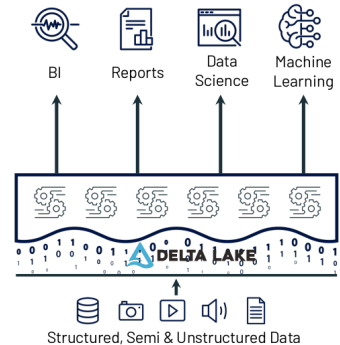 BI
Reports
Data
Science
Machine
Learning
DELTA LAKE
Structured, Semi & Unstructured Data